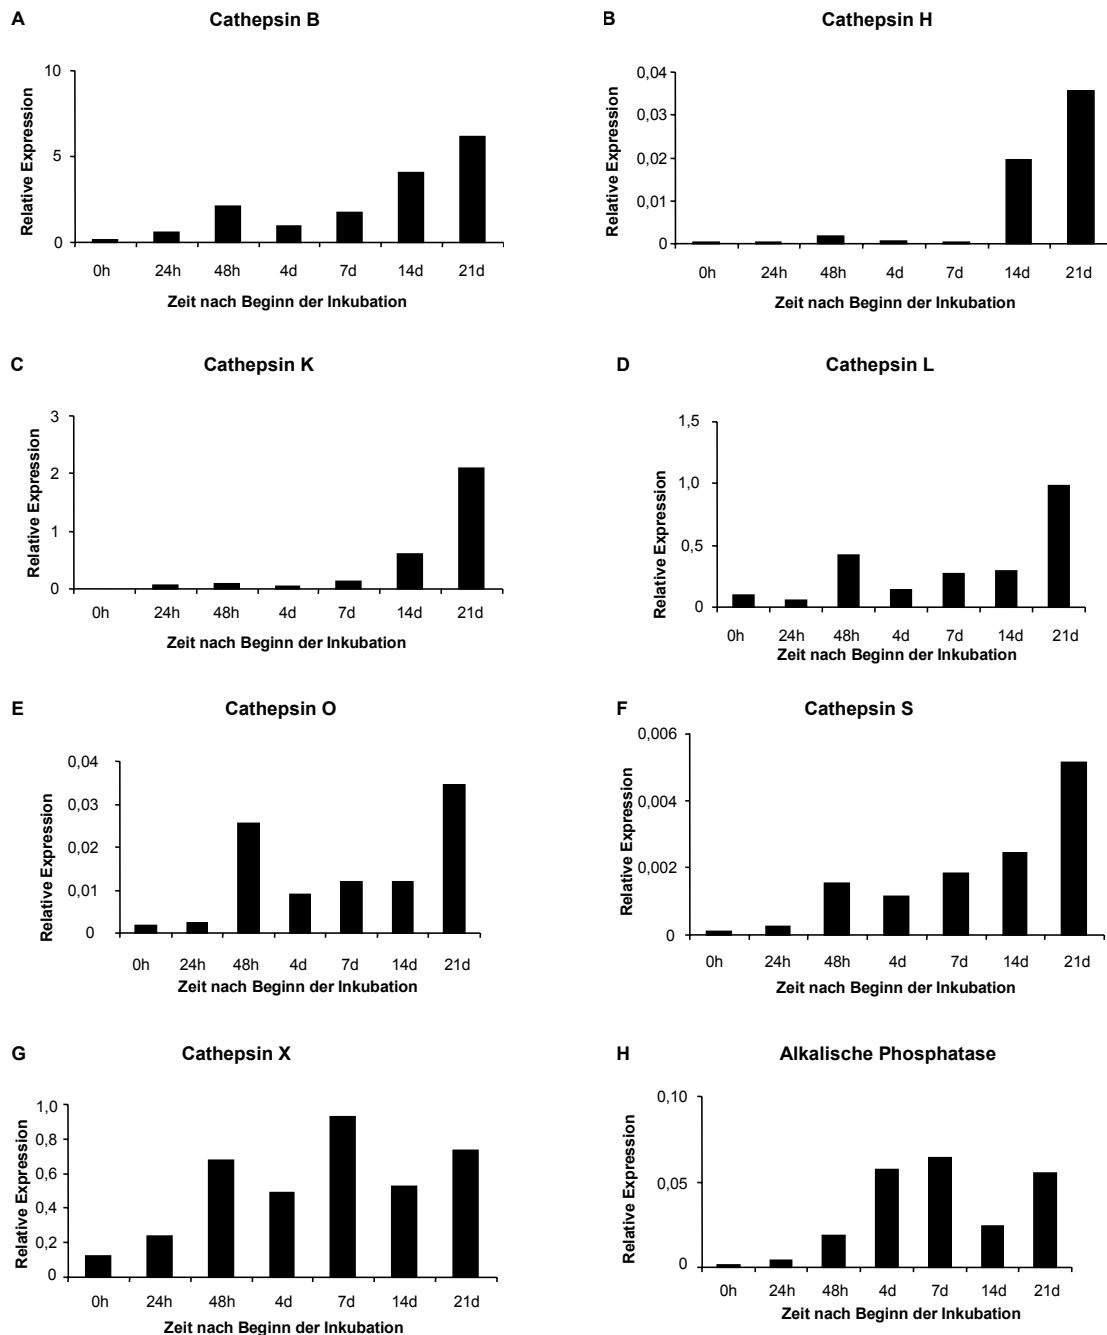 A
Cathepsin B
Relative Expression
10
5
0
0h 24h 48h 4d 7d 14d 21d
Zeit nach Beginn der Inkubation
B
Cathepsin H
Relative Expression
0,04
0,03
0,02
0,01
0
0h 24h 48h 4d 7d 14d 21d
Zeit nach Beginn der Inkubation
C
Cathepsin K
Relative Expression
3
2
1
0
0h 24h 48h 4d 7d 14d 21d
Zeit nach Beginn der Inkubation
D
Cathepsin L
Relative Expression
1,5
1,0
0,5
0
0h 24h 48h 4d 7d 14d 21d
Zeit nach Beginn der Inkubation
E
Cathepsin O
Relative Expression
0,04
0,03
0,02
0,01
0
0h 24h 48h 4d 7d 14d 21d
Zeit nach Beginn der Inkubation
F
Cathepsin S
Relative Expression
0,006
0,004
0,002
0
0h 24h 48h 4d 7d 14d 21d
Zeit nach Beginn der Inkubation
G
Cathepsin X
Relative Expression
1,0
0,8
0,6
0,4
0,2
0
0h 24h 48h 4d 7d 14d 21d
Zeit nach Beginn der Inkubation
H
Alkalische Phosphatase
Relative Expression
0,10
0,05
0
0h 24h 48h 4d 7d 14d 21d
Zeit nach Beginn der Inkubation